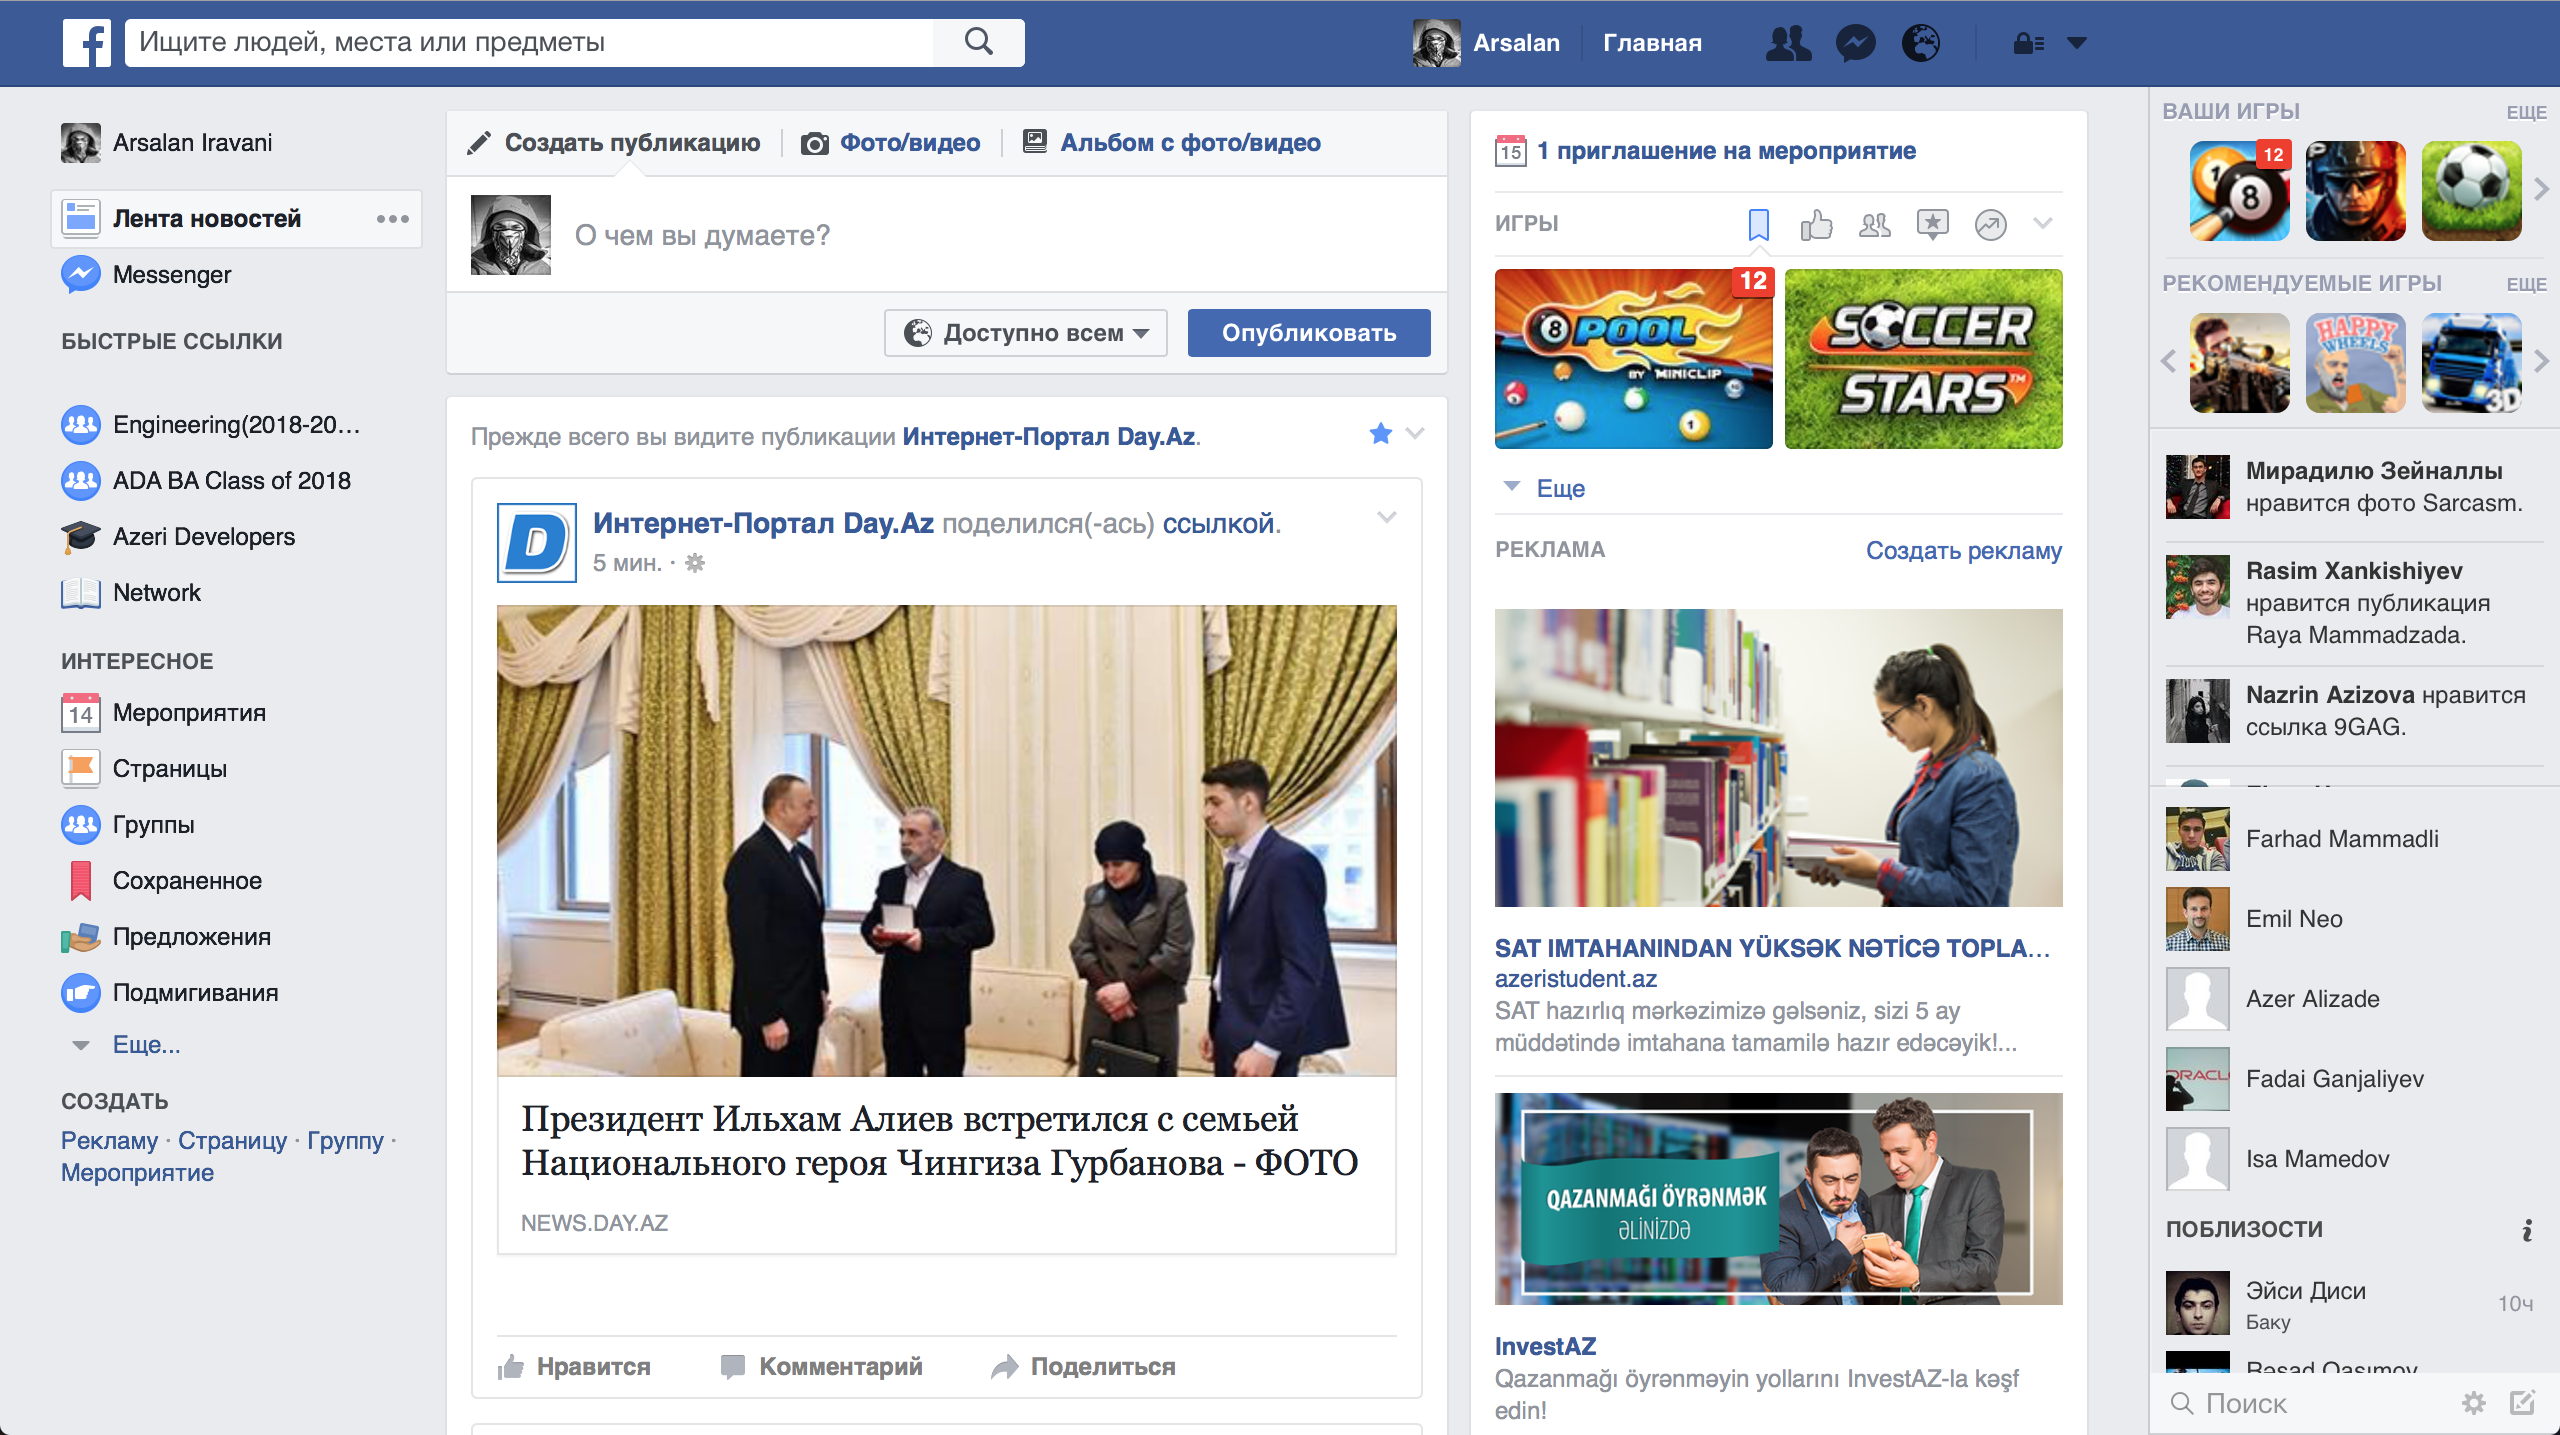 Ищите людей, места или предметы
Arsalan
Главная
Arsalan Iravani
Лента новостей
Messenger
БЫСТРЫЕ ССЫЛКИ
Engineering(2018-20...
ADA BA Class of 2018
Azeri Developers
Network
ИНТЕРЕСНОЕ
14
Мероприятия
Страницы
Группы
Сохраненное
Предложения
Подмигивания
Еще...
СОЗДАТЬ
Рекламу · Страницу · Группу ·
Мероприятие
Создать публикацию
Фото/видео
Альбом с фото/видео
О чем вы думаете?
Доступно всем
Опубликовать
Прежде всего вы видите публикации Интернет-Портал Day.Az.
Интернет-Портал Day.Az поделился(-ась) ссылкой.
5 мин. ·
Президент Ильхам Алиев встретился с семьей
Национального героя Чингиза Гурбанова - ФОТО
NEWS.DAY.AZ
Нравится
Комментарий
Поделиться
15
1 приглашение на мероприятие
ИГРЫ
12
8 POOL
BY MINICLIP
SOCCER
STARS™
Еще
РЕКЛАМА
Создать рекламу
SAT IMTAHANINDAN YÜKSƏK NƏTİCƏ TOPLA...
azeristudent.az
SAT hazırlıq mərkəzimizə gəlsəniz, sizi 5 ay
müddətində imtahana tamamilə hazır edəcəyik!...
QAZANMAĞI ÖYRƏNMƏK
ƏLİNİZDƏ
InvestAZ
Qazanmağı öyrənməyin yollarını InvestAZ-la kəşf
edin!
ВАШИ ИГРЫ
ЕЩЕ
12
РЕКОМЕНДУЕМЫЕ ИГРЫ
ЕЩЕ
HAPPY
WHEELS
3D
Мирадилю Зейналлы
нравится фото Sarcasm.
Rasim Xankishiyev
нравится публикация
Raya Mammadzada.
Nazrin Azizova нравится
ссылка 9GAG.
Farhad Mammadli
Emil Neo
Azer Alizade
Fadai Ganjaliyev
Isa Mamedov
ПОБЛИЗОСТИ
Эйси Диси
10ч
Баку
Rəşad Qasımov
Поиск